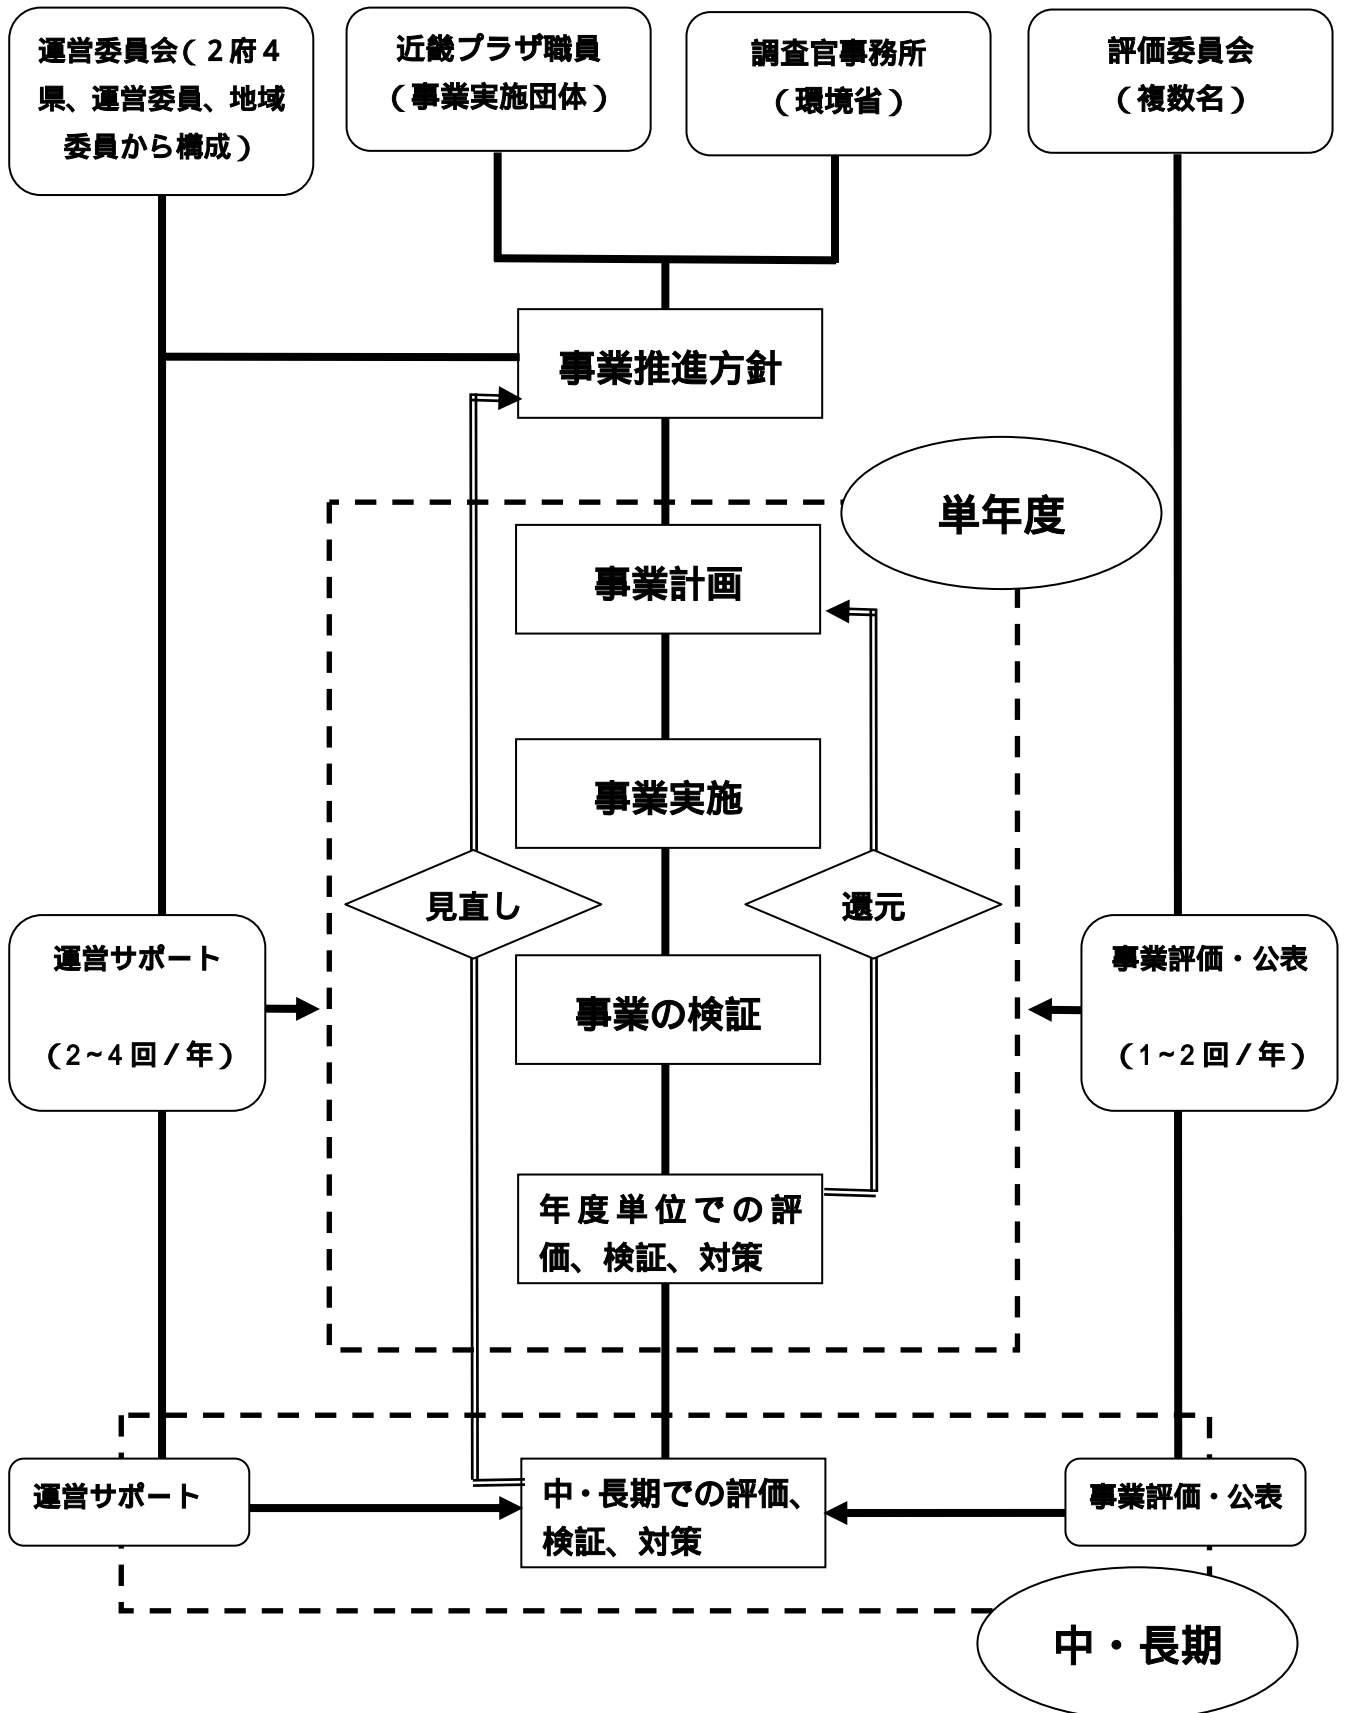 運営委員会（２府４
県、運営委員、地域
委員から構成）
近畿プラザ職員
（事業実施団体）
調査官事務所
（環境省）
評価委員会
（複数名）
事業推進方針
単年度
事業計画
事業実施
見直し
還元
運営サポート
（2~4回／年）
事業評価・公表
（1~2回／年）
事業の検証
年度単位での評
価、検証、対策
運営サポート
中・長期での評価、
検証、対策
事業評価・公表
中・長期